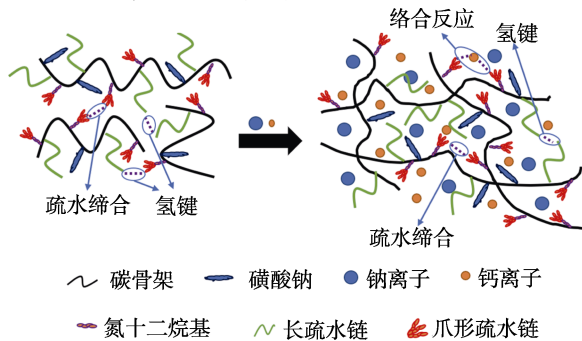 络合反应
氢键
疏水缔合
氢键
疏水缔合
碳骨架
磺酸钠
钠离子
钙离子
氮十二烷基
长疏水链
爪形疏水链